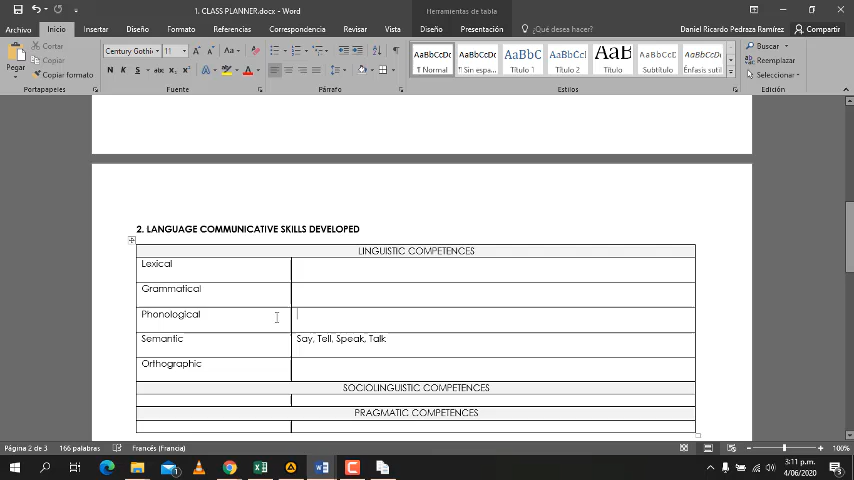 1. CLASS PLANNER.docx - Word
Herramientas de tabla
Archivo Inicio Insertar Diseño Formato Referencias Correspondencia Revisar Vista Diseño Presentación ¿Qué desea hacer? Daniel Ricardo Pedraza Ramírez Compartir
Pegar
Cortar
Copiar
Copiar formato
Portapapeles
Century Gothic 11
Fuente
Párrafo
AaBbCcDc AaBbCcDc AaBbC AaBbCcl AaB AaBbCcD AaBbCcDc
¶ Normal ¶ Sin espa... Título 1 Título 2 Título Subtítulo Énfasis sutil
Estilos
Buscar
Reemplazar
Seleccionar
Edición
2. LANGUAGE COMMUNICATIVE SKILLS DEVELOPED
LINGUISTIC COMPETENCES
Lexical
Grammatical
Phonological
Semantic Say, Tell, Speak, Talk
Orthographic
SOCIOLINGUISTIC COMPETENCES
PRAGMATIC COMPETENCES
Página 2 de 3 166 palabras Francés (Francia) 100%
3:11 p.m.
4/06/2020